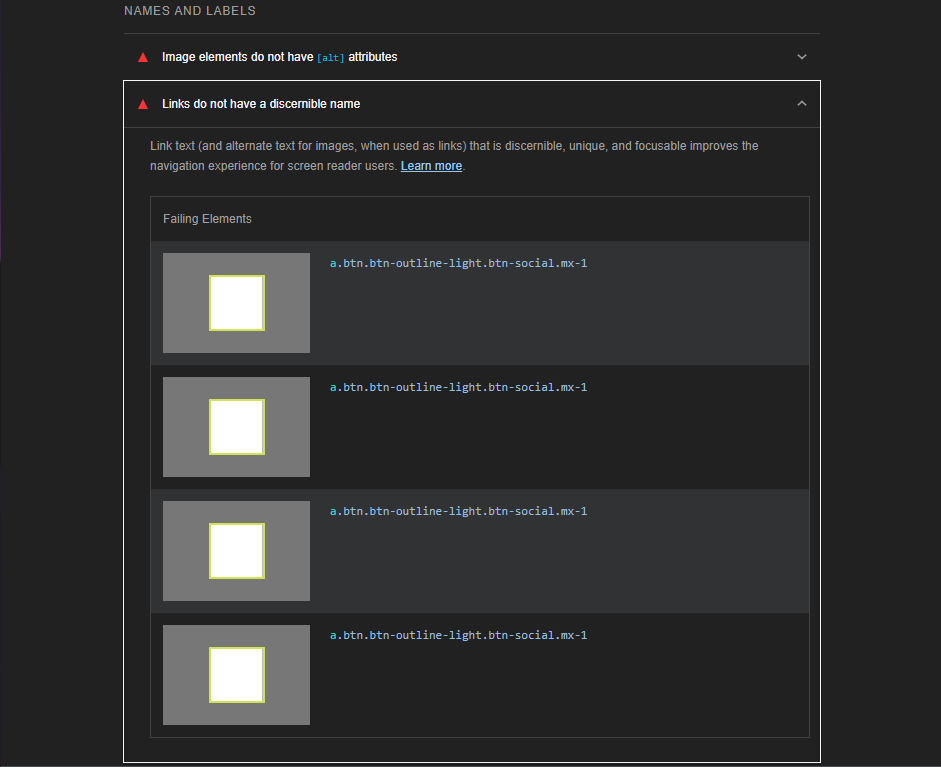 NAMES AND LABELS
Image elements do not have [alt] attributes
Links do not have a discernible name
Link text (and alternate text for images, when used as links) that is discernible, unique, and focusable improves the
navigation experience for screen reader users. Learn more.
Failing Elements
a.btn.btn-outline-light.btn-social.mx-1
a.btn.btn-outline-light.btn-social.mx-1
a.btn.btn-outline-light.btn-social.mx-1
a.btn.btn-outline-light.btn-social.mx-1